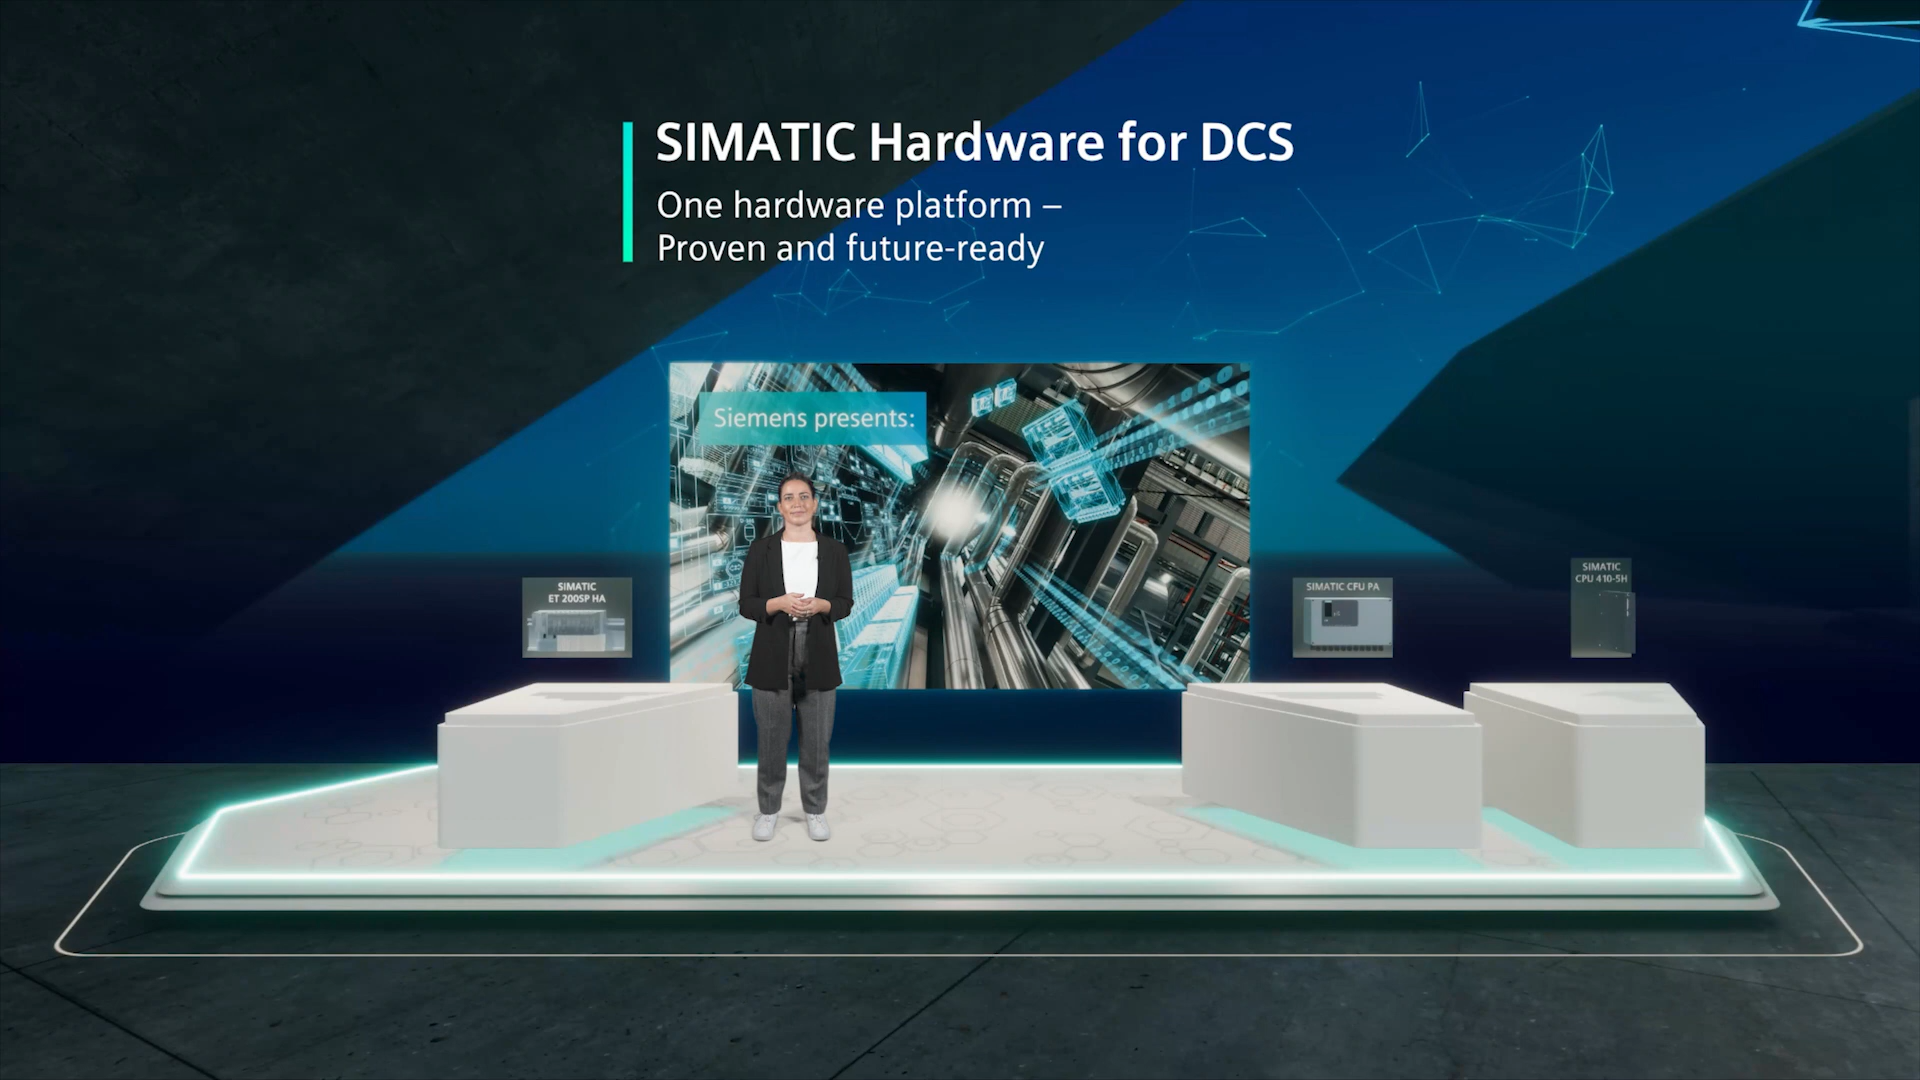 SIMATIC Hardware for DCS
One hardware platform –
Proven and future-ready
Siemens presents:
SIMATIC
ET 200SP HA
SIMATIC CFU PA
SIMATIC
CPU 410-5H